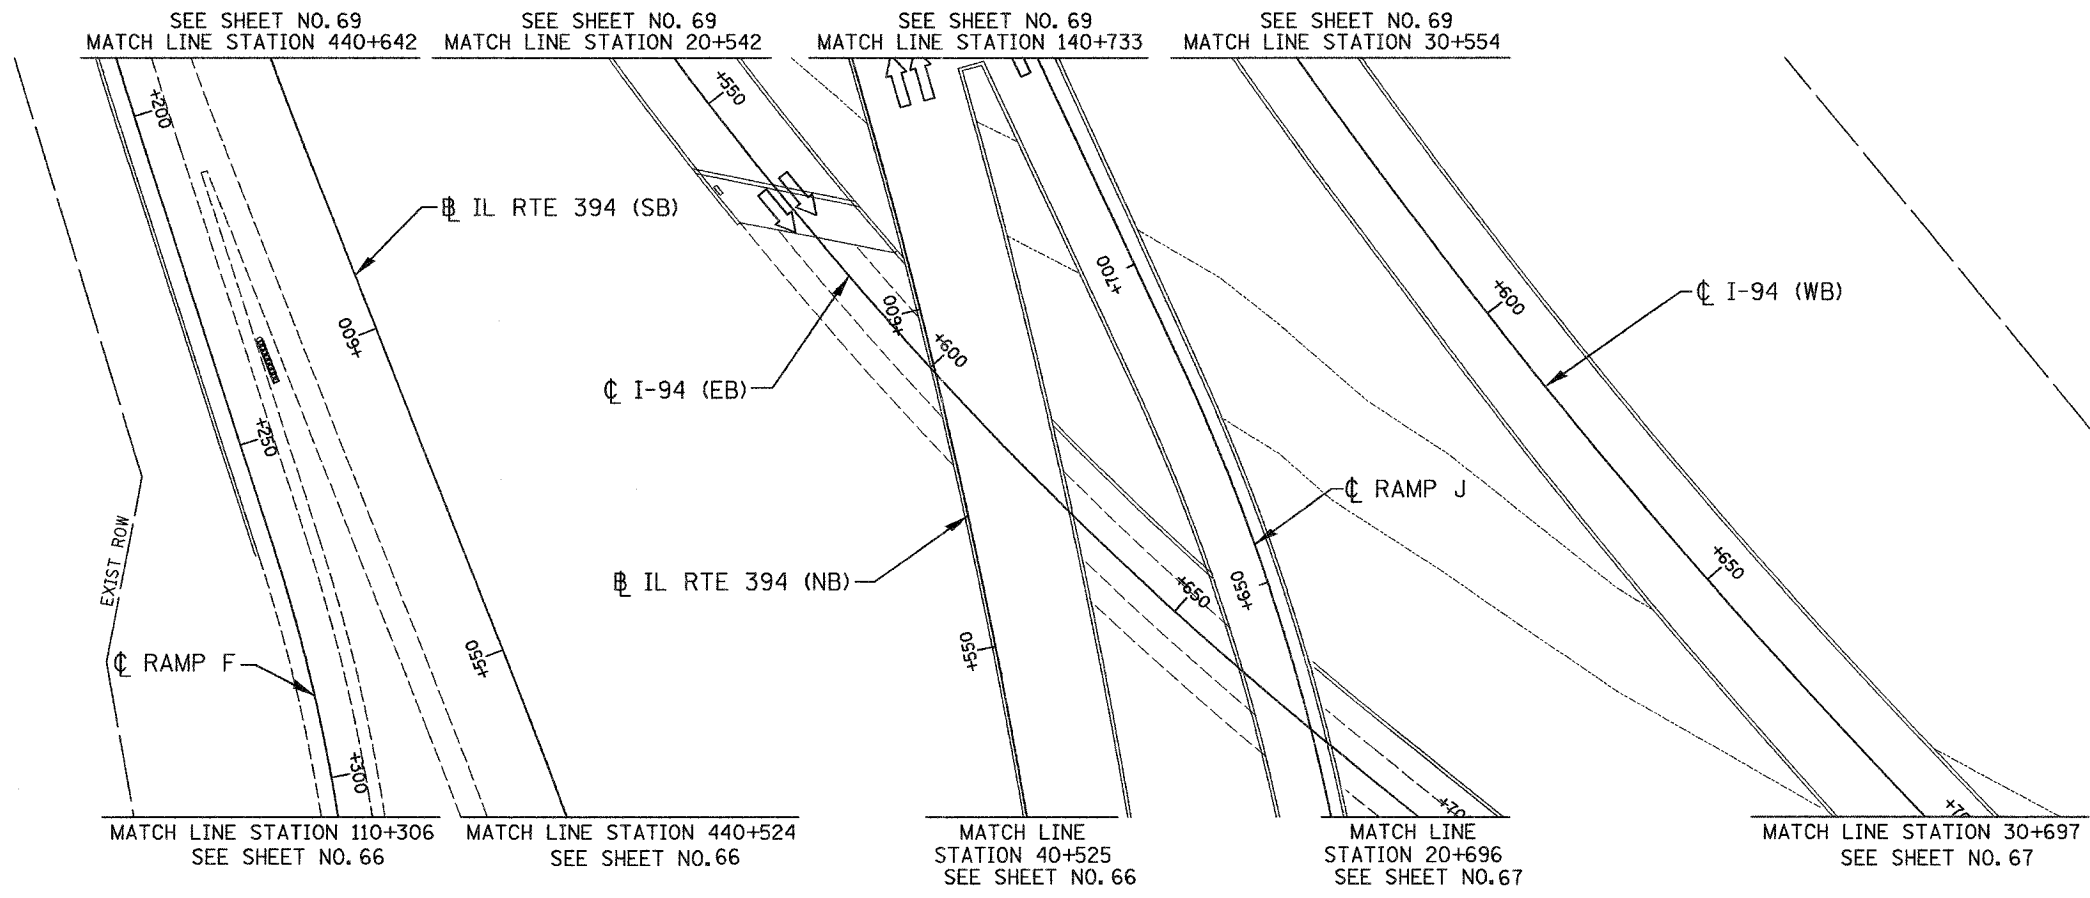 SEE SHEET NO. 69
MATCH LINE STATION 440+642
SEE SHEET NO. 69
MATCH LINE STATION 20+542
SEE SHEET NO. 69
MATCH LINE STATION 140+733
SEE SHEET NO. 69
MATCH LINE STATION 30+554
+200
+550
℄ IL RTE 394 (SB)
+700
+600
℄ I-94 (WB)
+600
+600
+600
℄ I-94 (EB)
+250
℄ RAMP J
EXIST ROW
℄ IL RTE 394 (NB)
+650
+650
+650
+550
+550
℄ RAMP F
+300
+70
+70
MATCH LINE STATION 110+306
SEE SHEET NO. 66
MATCH LINE STATION 440+524
SEE SHEET NO. 66
MATCH LINE
STATION 40+525
SEE SHEET NO. 66
MATCH LINE
STATION 20+696
SEE SHEET NO. 67
MATCH LINE STATION 30+697
SEE SHEET NO. 67